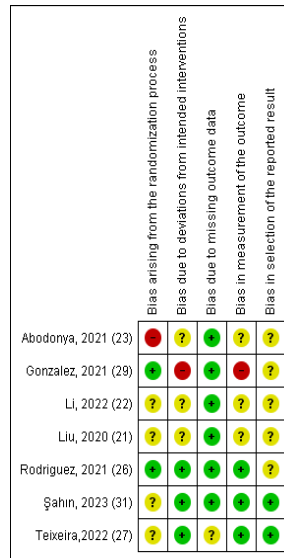 Bias arising from the randomization process
Bias due to deviations from intended interventions
Bias due to missing outcome data
Bias in measurement of the outcome
Bias in selection of the reported result
Abodonya, 2021 (23) - ? + ? ?
Gonzalez, 2021 (29) + - + - ?
Li, 2022 (22) ? ? + ? ?
Liu, 2020 (21) ? ? + ? ?
Rodriguez, 2021 (26) + + + + ?
Şahın, 2023 (31) ? + + + +
Teixeira,2022 (27) ? + ? + +